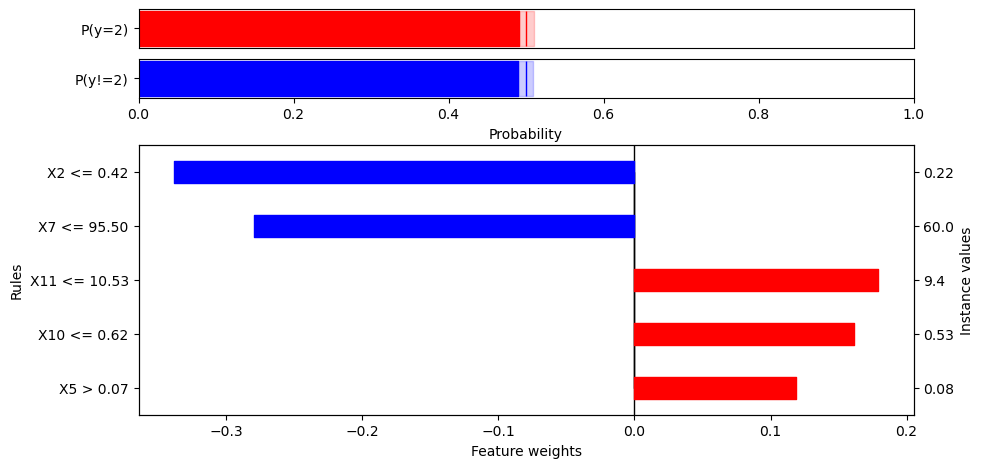 P(y=2)
P(y!=2)
0.0 0.2 0.4 0.6 0.8 1.0
Probability
X2 <= 0.42 0.22
X7 <= 95.50 60.0
X11 <= 10.53 9.4
X10 <= 0.62 0.53
X5 > 0.07 0.08
Rules
Instance values
−0.3 −0.2 −0.1 0.0 0.1 0.2
Feature weights